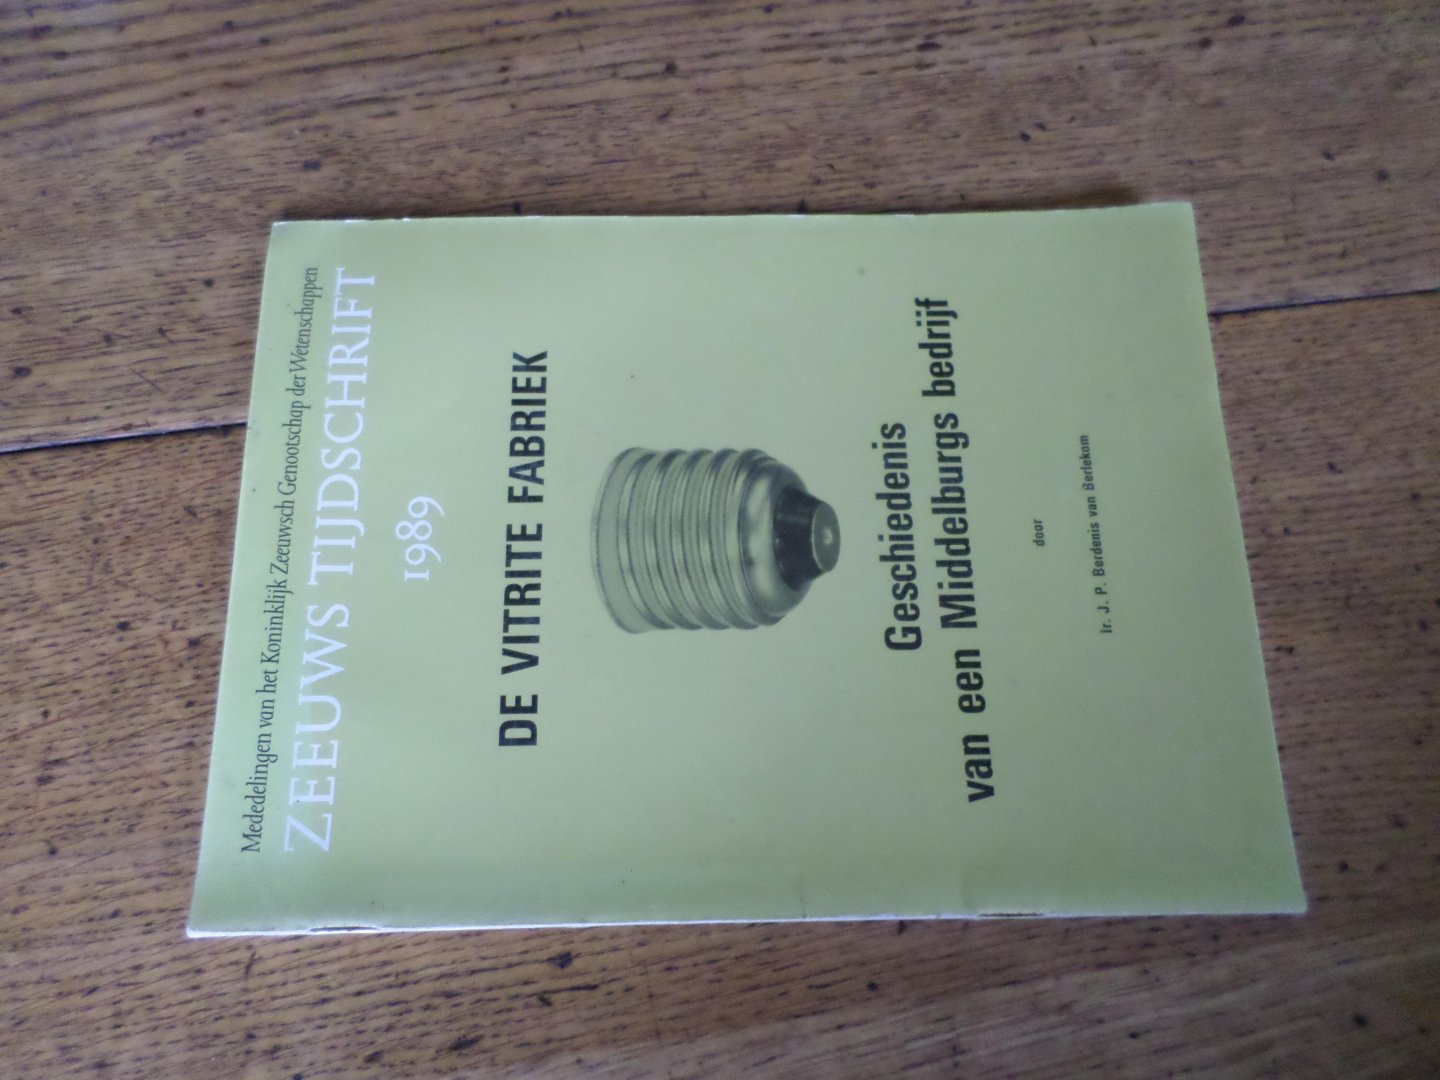 Mededelingen van het Koninklijk Zeeuwsch Genootschap der Wetenschappen
ZEEUWS TIJDSCHRIFT
1989
DE VITRITE FABRIEK
Geschiedenis
van een Middelburgs bedrijf
door
Ir. J. P. Berdenis van Berlekom